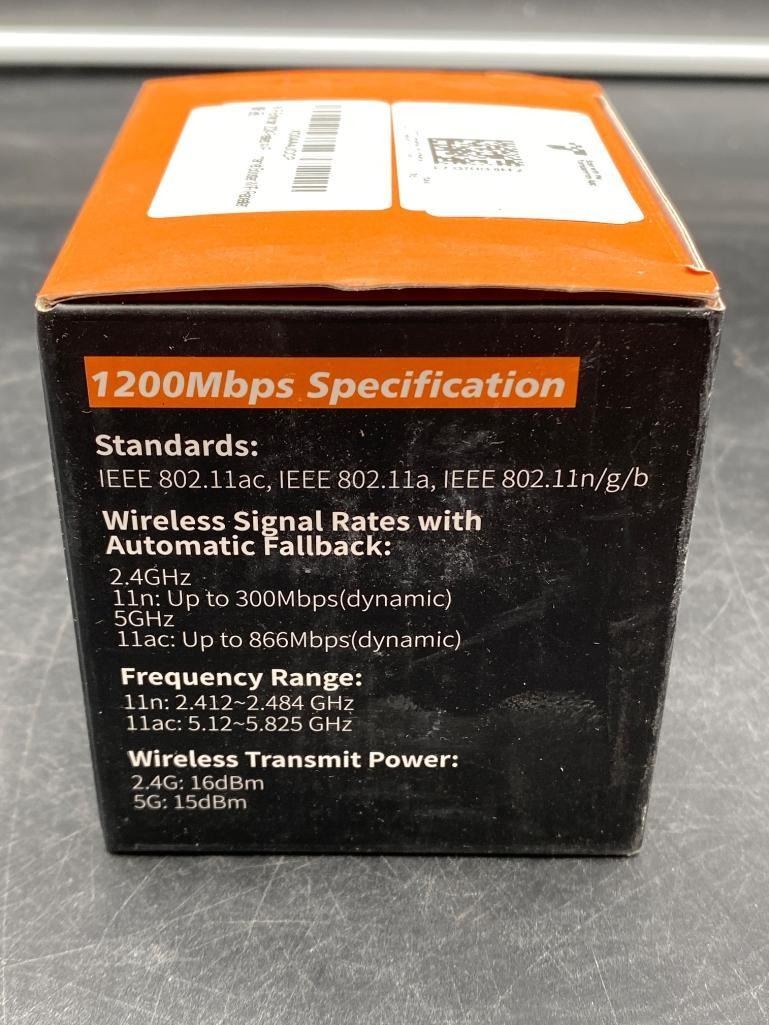 1200Mbps Specification
Standards:
IEEE 802.11ac, IEEE 802.11a, IEEE 802.11n/g/b
Wireless Signal Rates with
Automatic Fallback:
2.4GHz
11n: Up to 300Mbps(dynamic)
5GHz
11ac: Up to 866Mbps(dynamic)
Frequency Range:
11n: 2.412~2.484 GHz
11ac: 5.12~5.825 GHz
Wireless Transmit Power:
2.4G: 16dBm
5G: 15dBm